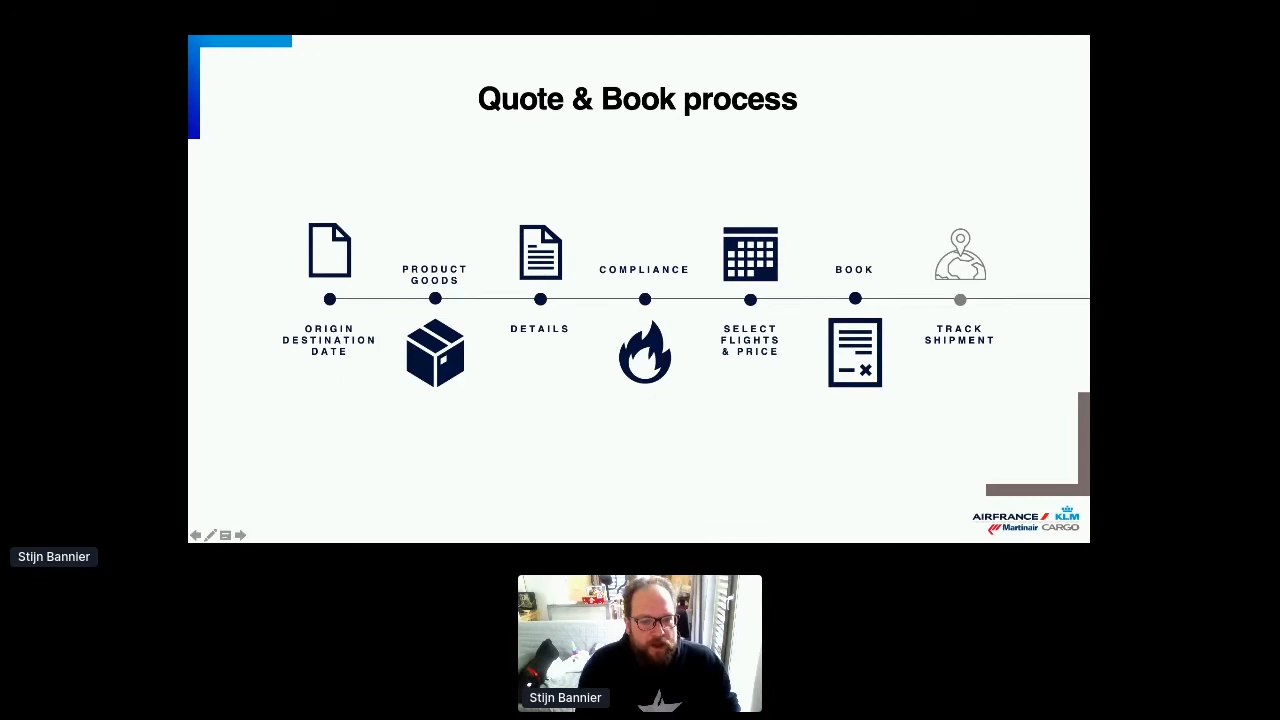 Quote & Book process
PRODUCT
GOODS
COMPLIANCE
BOOK
ORIGIN
DESTINATION
DATE
DETAILS
SELECT
FLIGHTS
& PRICE
TRACK
SHIPMENT
AIRFRANCE KLM
Martinair CARGO
Stijn Bannier
Stijn Bannier